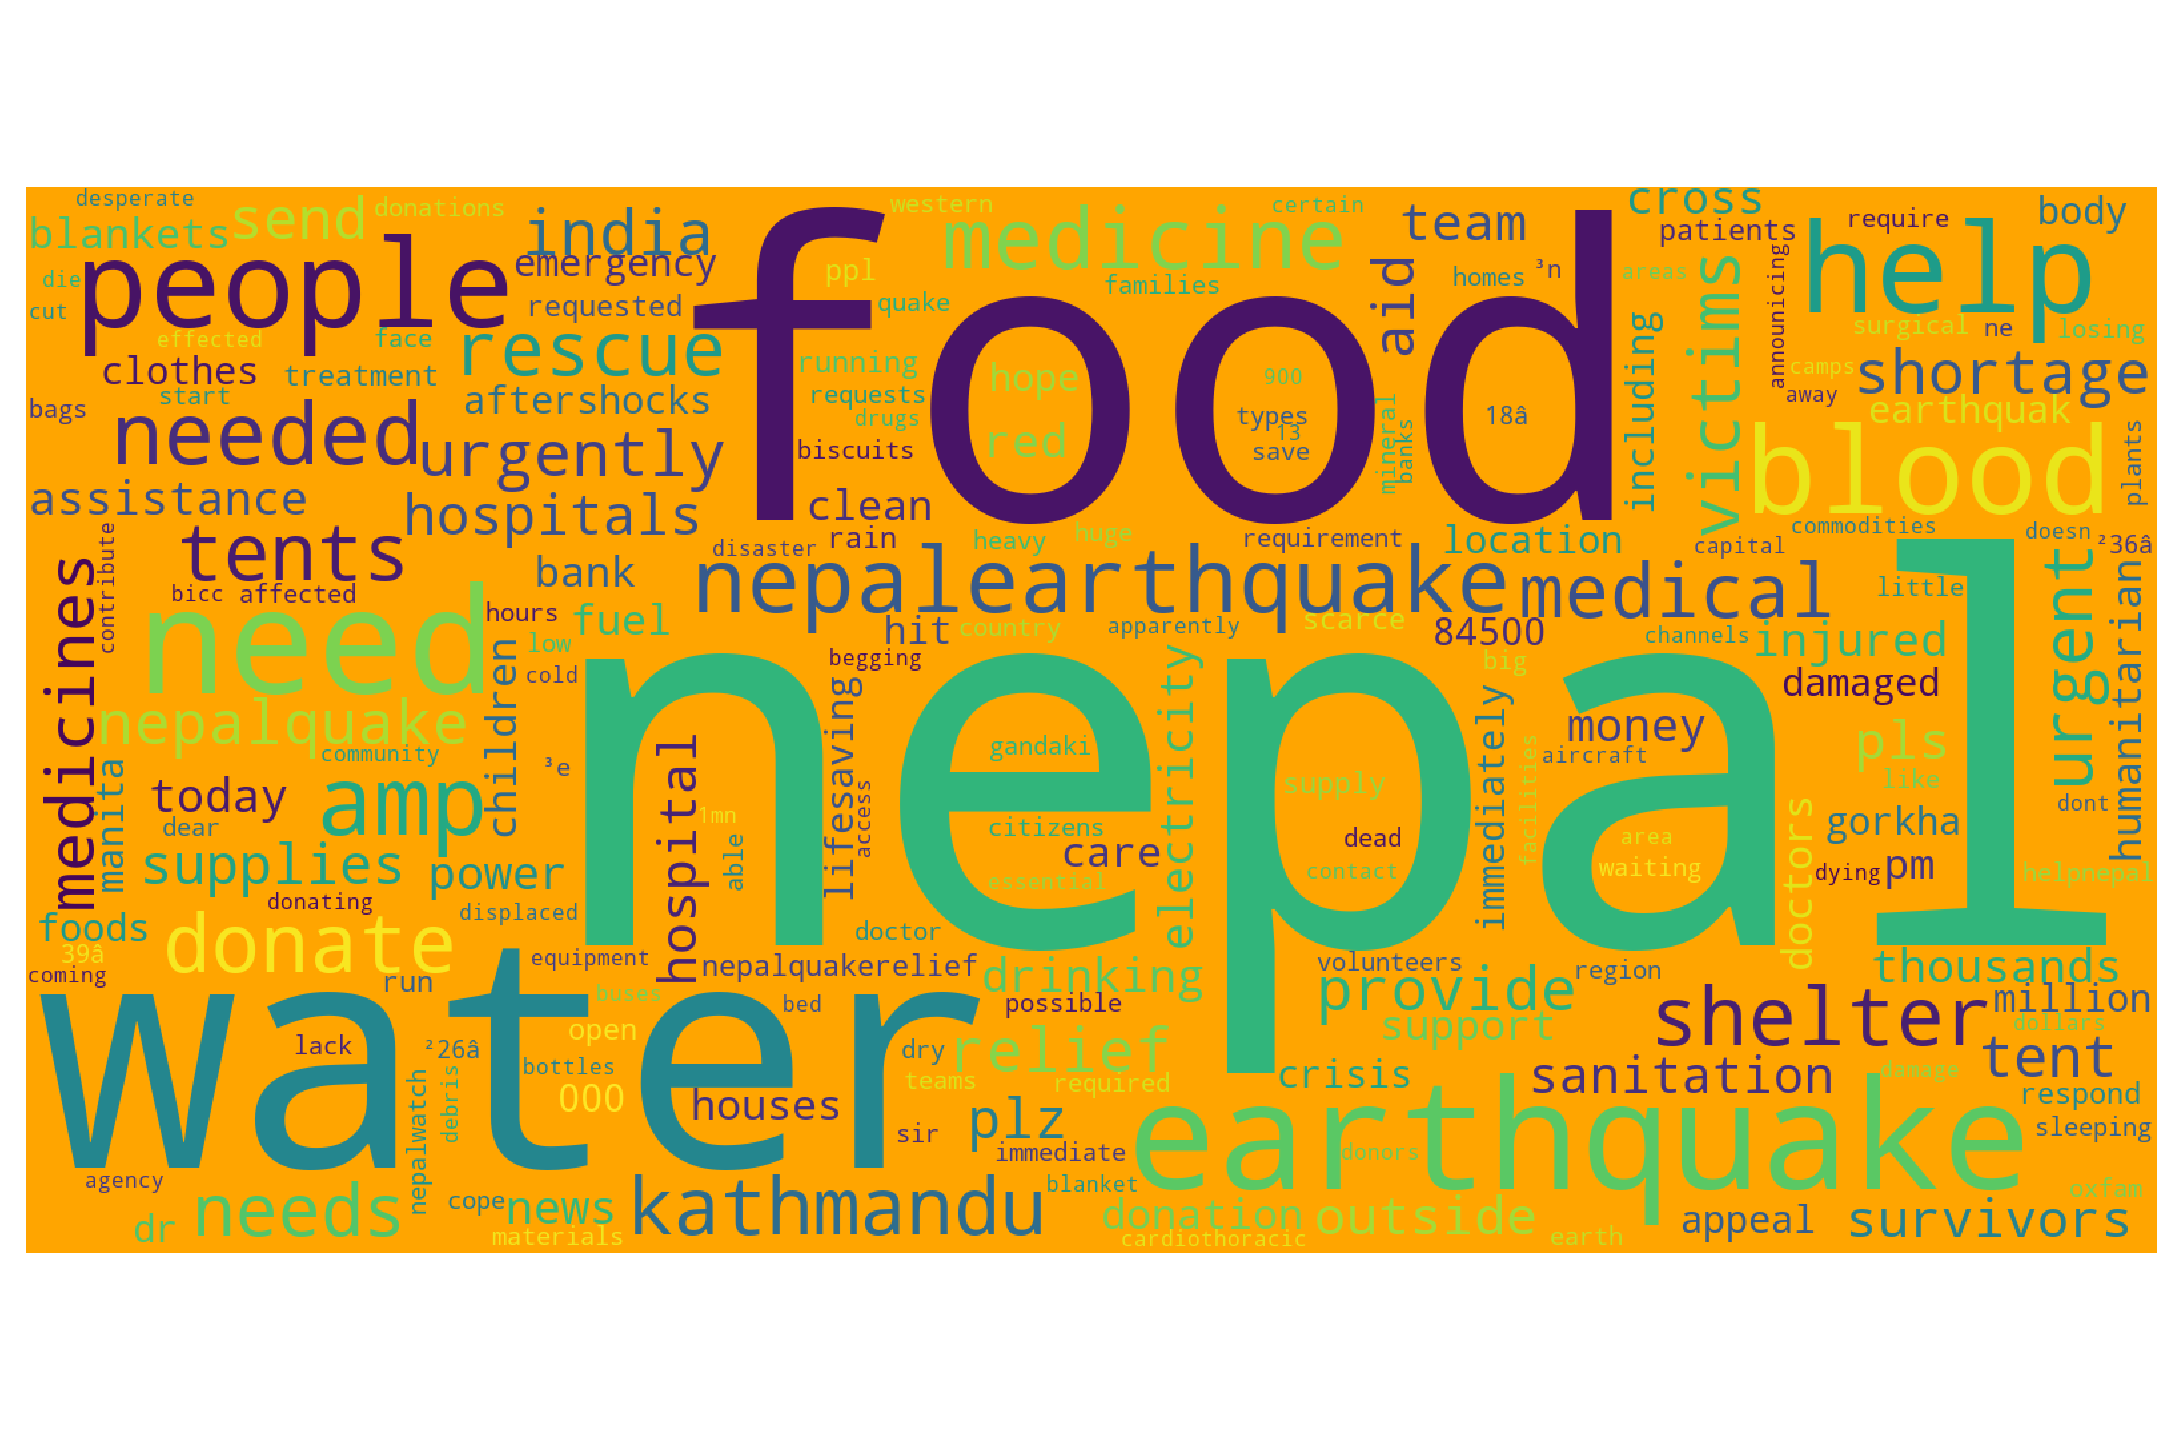 desperate
blankets
send
donations
india
western
medicine
certain
team
cross
patients
require
body
people
food
help
die
cut
emergency
requested
ppl
quake
families
aid
homes
³n
areas
victims
announicing
effected
face
rescue
running
including
surgical
ne
losing
clothes
treatment
start
aftershocks
requests
drugs
hope
900
types
13
save
18â
mineral
banks
camps
away
shortage
earthquak
bags
needed
urgently
biscuits
red
blood
plants
assistance
hospitals
clean
tents
contribute
medicines
bank
disaster
rain
heavy
huge
requirement
location
capital
commodities
doesn
²36â
bicc
affected
hours
nepalearthquake
medical
little
urgent
humanitarian
need
fuel
hit
country
apparently
scarce
84500
channels
injured
low
cold
begging
nepal
big
damaged
nepalquake
children
community
³e
hospital
lifesaving
gandaki
electricity
supply
immediately
money
aircraft
facilities
pls
like
dont
manita
today
dear
amp
1mn
able
access
citizens
care
dead
area
waiting
doctors
gorkha
dying
pm
helpnepal
supplies
power
essential
contact
donating
displaced
foods
donate
39â
coming
run
equipment
doctor
nepalquakerelief
drinking
volunteers
region
thousands
water
buses
bed
possible
provide
support
shelter
million
dollars
lack
²26â
open
bottles
dry
relief
teams
required
crisis
sanitation
damage
tent
nepalwatch
debris
000
houses
sir
plz
immediate
earthquake
donors
respond
sleeping
agency
needs
cope
news
kathmandu
blanket
oxfam
dr
materials
donation
cardiothoracic
outside
earth
appeal
survivors